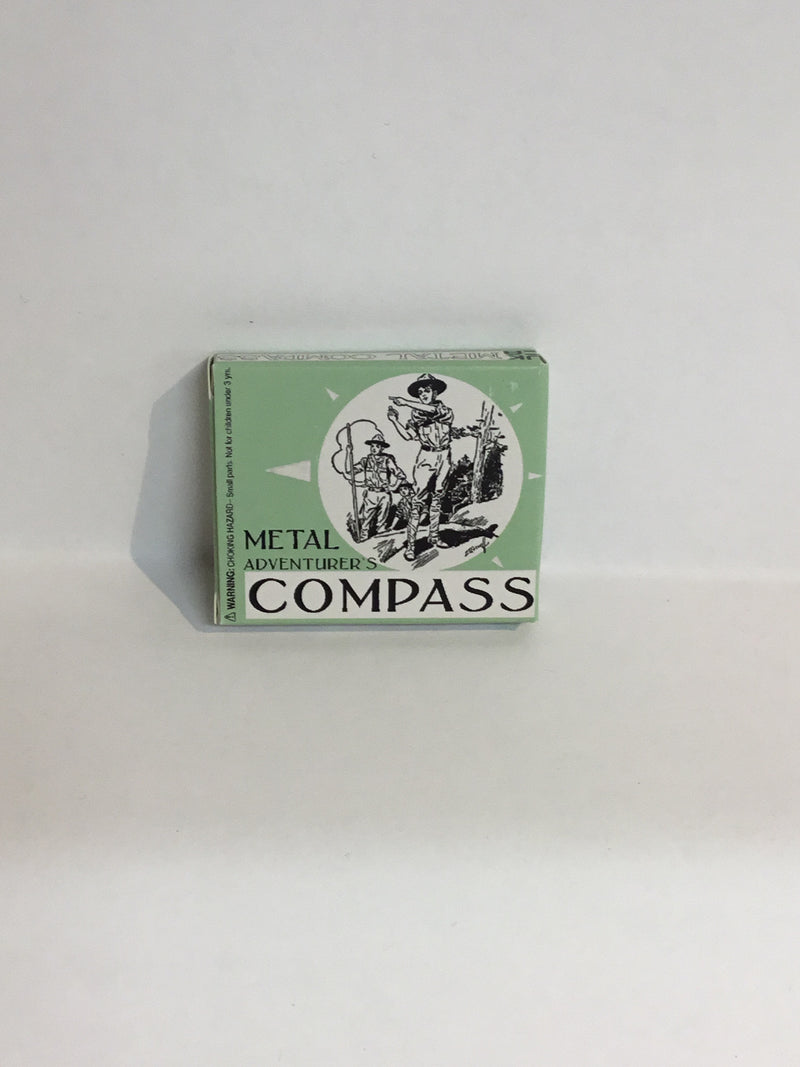 METAL COMPASS
METAL
ADVENTURER'S
COMPASS
WARNING: CHOKING HAZARD-- Small parts. Not for children under 3 yrs.